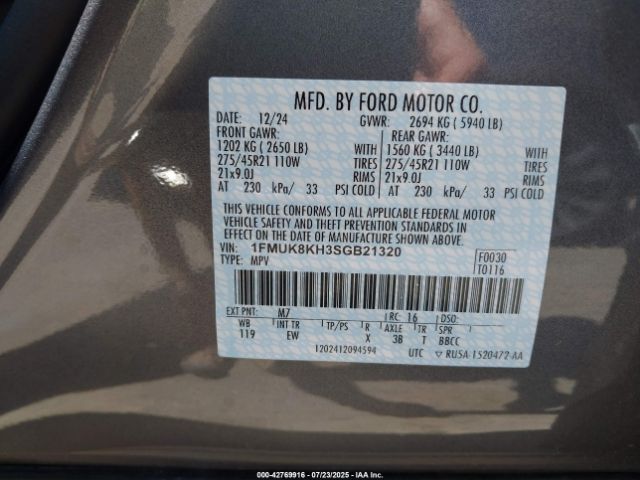 MFD. BY FORD MOTOR CO.
DATE: 12/24 GVWR: 2694 KG ( 5940 LB)
FRONT GAWR: REAR GAWR:
1202 KG ( 2650 LB) WITH 1560 KG ( 3440 LB) WITH
275/45R21 110W TIRES 275/45R21 110W TIRES
21x9.0J RIMS 21x9.0J RIMS
AT 230 kPa/ 33 PSI COLD AT 230 kPa/ 33 PSI COLD
THIS VEHICLE CONFORMS TO ALL APPLICABLE FEDERAL MOTOR
VEHICLE SAFETY AND THEFT PREVENTION STANDARDS IN
EFFECT ON THE DATE OF MANUFACTURE SHOWN ABOVE.
VIN: 1FMUK8KH3SGB21320 F0030
TYPE: MPV T0116
EXT PNT: M7 RC: 16 DSO:
WB INT TR TP/PS R AXLE TR SPR
119 EW X 38 T BBCC
1202412094594 UTC ▽ RU5A-1520472-AA
000-42769916 - 07/23/2025 - IAAI.COM